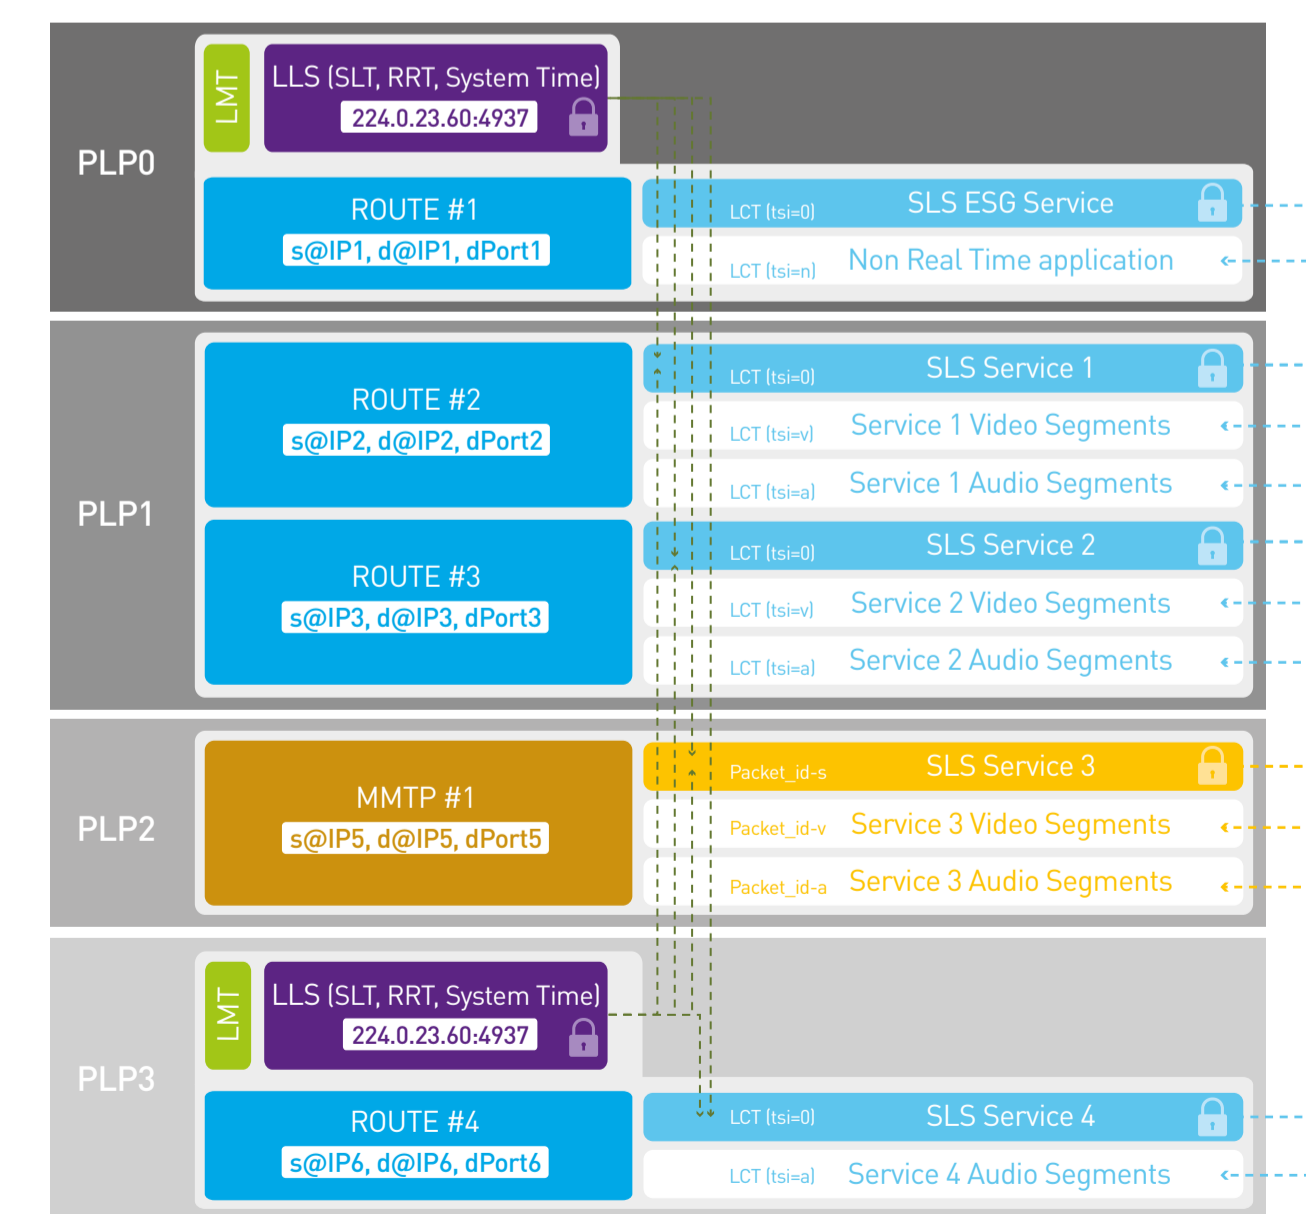 PLP0
LMT
LLS (SLT, RRT, System Time)
224.0.23.60:4937
ROUTE #1
s@IP1, d@IP1, dPort1
LCT (tsi=0) SLS ESG Service
LCT (tsi=n) Non Real Time application
PLP1
ROUTE #2
s@IP2, d@IP2, dPort2
LCT (tsi=0) SLS Service 1
LCT (tsi=v) Service 1 Video Segments
LCT (tsi=a) Service 1 Audio Segments
ROUTE #3
s@IP3, d@IP3, dPort3
LCT (tsi=0) SLS Service 2
LCT (tsi=v) Service 2 Video Segments
LCT (tsi=a) Service 2 Audio Segments
PLP2
MMTP #1
s@IP5, d@IP5, dPort5
Packet_id-s SLS Service 3
Packet_id-v Service 3 Video Segments
Packet_id-a Service 3 Audio Segments
PLP3
LMT
LLS (SLT, RRT, System Time)
224.0.23.60:4937
ROUTE #4
s@IP6, d@IP6, dPort6
LCT (tsi=0) SLS Service 4
LCT (tsi=a) Service 4 Audio Segments